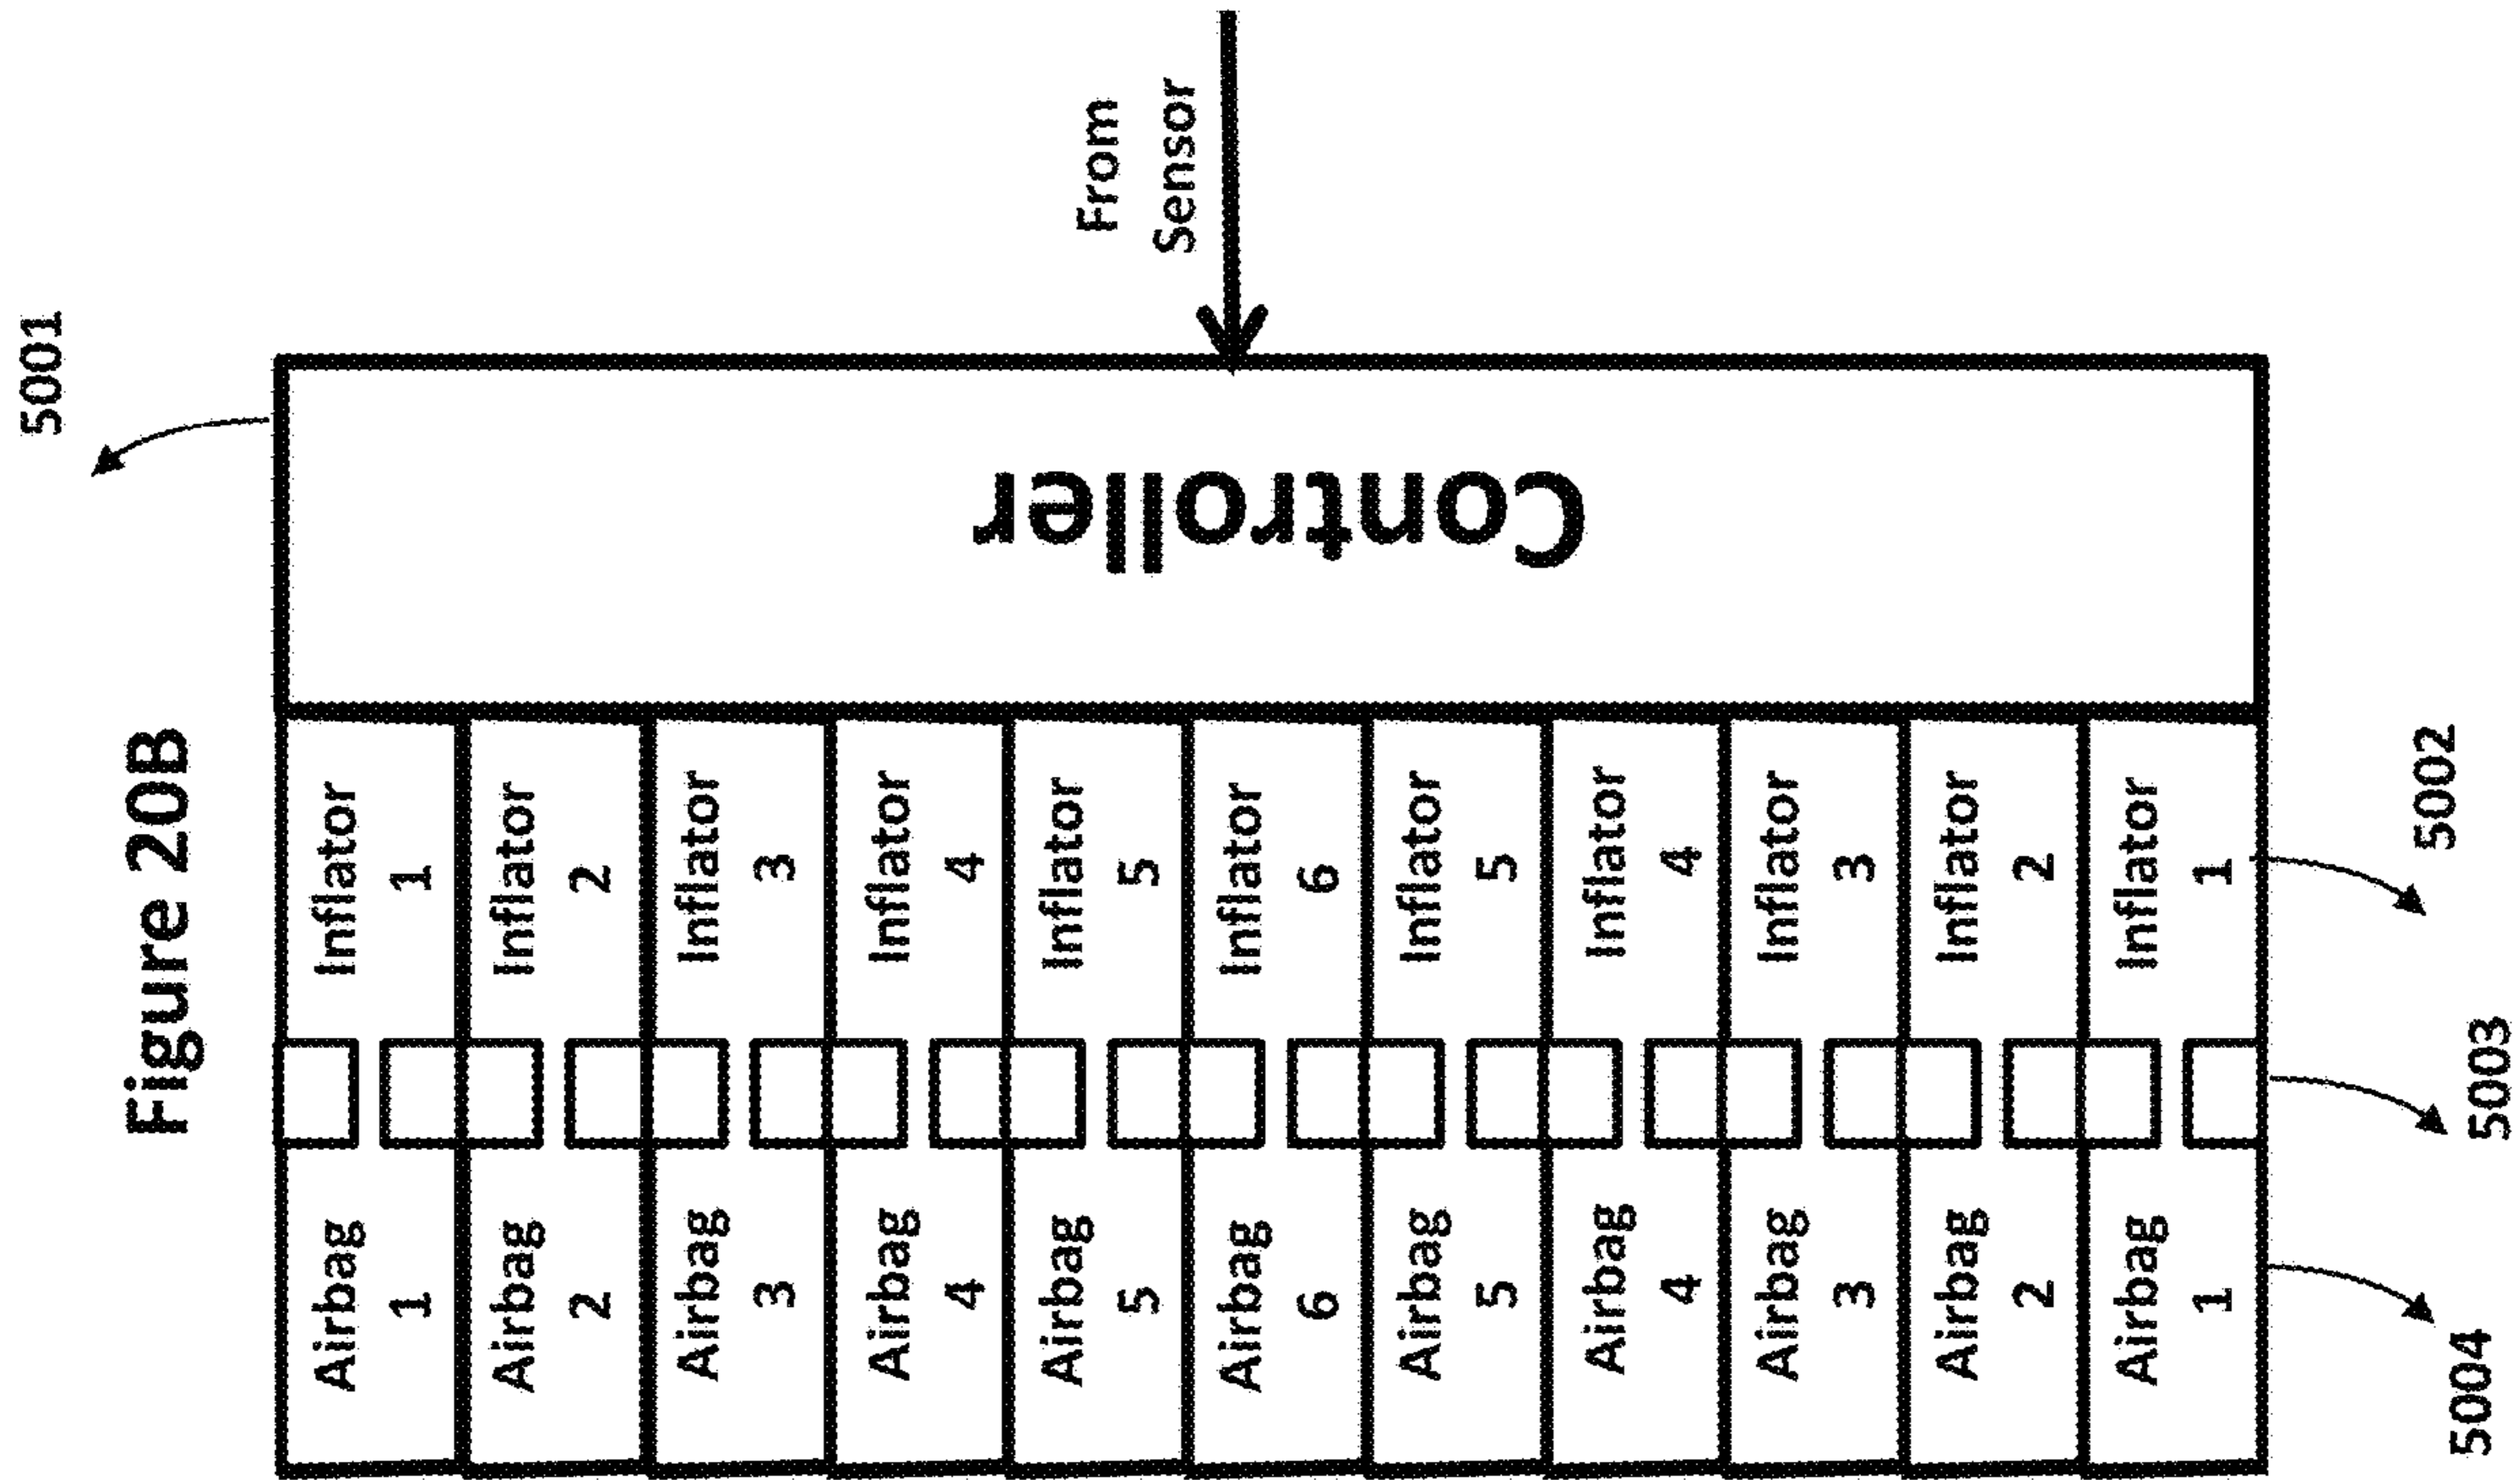 5001
Figure 20B
Airbag
1
Inflator
1
Airbag
2
Inflator
2
Airbag
3
Inflator
3
Airbag
4
Inflator
4
Airbag
5
Inflator
5
Airbag
6
Inflator
6
Airbag
5
Inflator
5
Airbag
4
Inflator
4
Airbag
3
Inflator
3
Airbag
2
Inflator
2
Airbag
1
Inflator
1
Controller
From
Sensor
5002
5003
5004